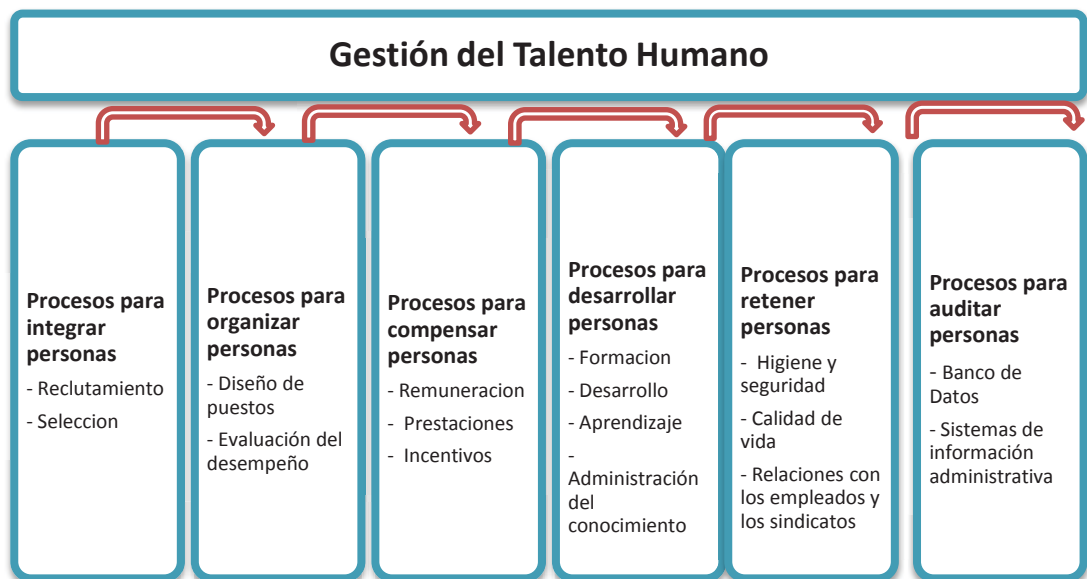 Gestión del Talento Humano
Procesos para
integrar
personas
- Reclutamiento
- Seleccion
Procesos para
organizar
personas
- Diseño de
puestos
- Evaluación del
desempeño
Procesos para
compensar
personas
- Remuneracion
- Prestaciones
- Incentivos
Procesos para
desarrollar
personas
- Formacion
- Desarrollo
- Aprendizaje
-
Administración
del
conocimiento
Procesos para
retener
personas
- Higiene y
seguridad
- Calidad de
vida
- Relaciones con
los empleados y
los sindicatos
Procesos para
auditar
personas
- Banco de
Datos
- Sistemas de
información
administrativa